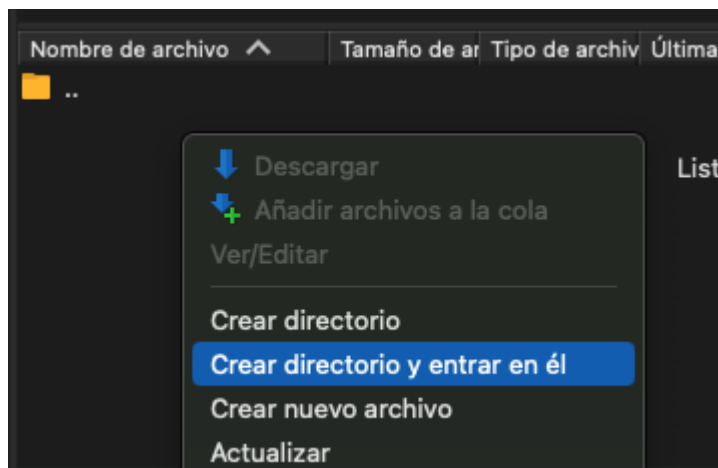 Nombre de archivo Tamaño de ar Tipo de archiv Última
..
Descargar
List
Añadir archivos a la cola
Ver/Editar
Crear directorio
Crear directorio y entrar en él
Crear nuevo archivo
Actualizar